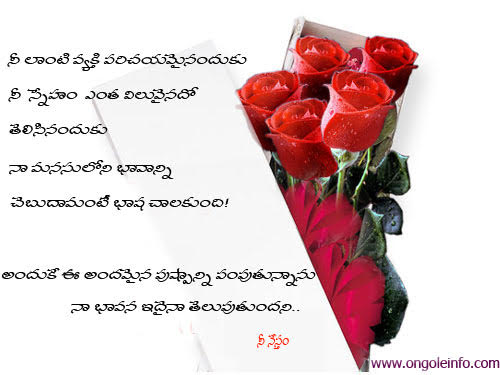 నీ లాంటి వ్యక్తి పరిచయమైనందుకు
నీ స్నేహం ఎంత విలువైనదో
తెలిసినందుకు
నా మనసులోని భావాన్ని
చెబుదామంటే భాష చాలకుంది!
అందుకే ఈ అందమైన పుష్పాన్ని పంపుతున్నాను
నా భావన ఇదైనా తెలుపుతుందని..
నీ నేస్తం
www.ongoleinfo.com